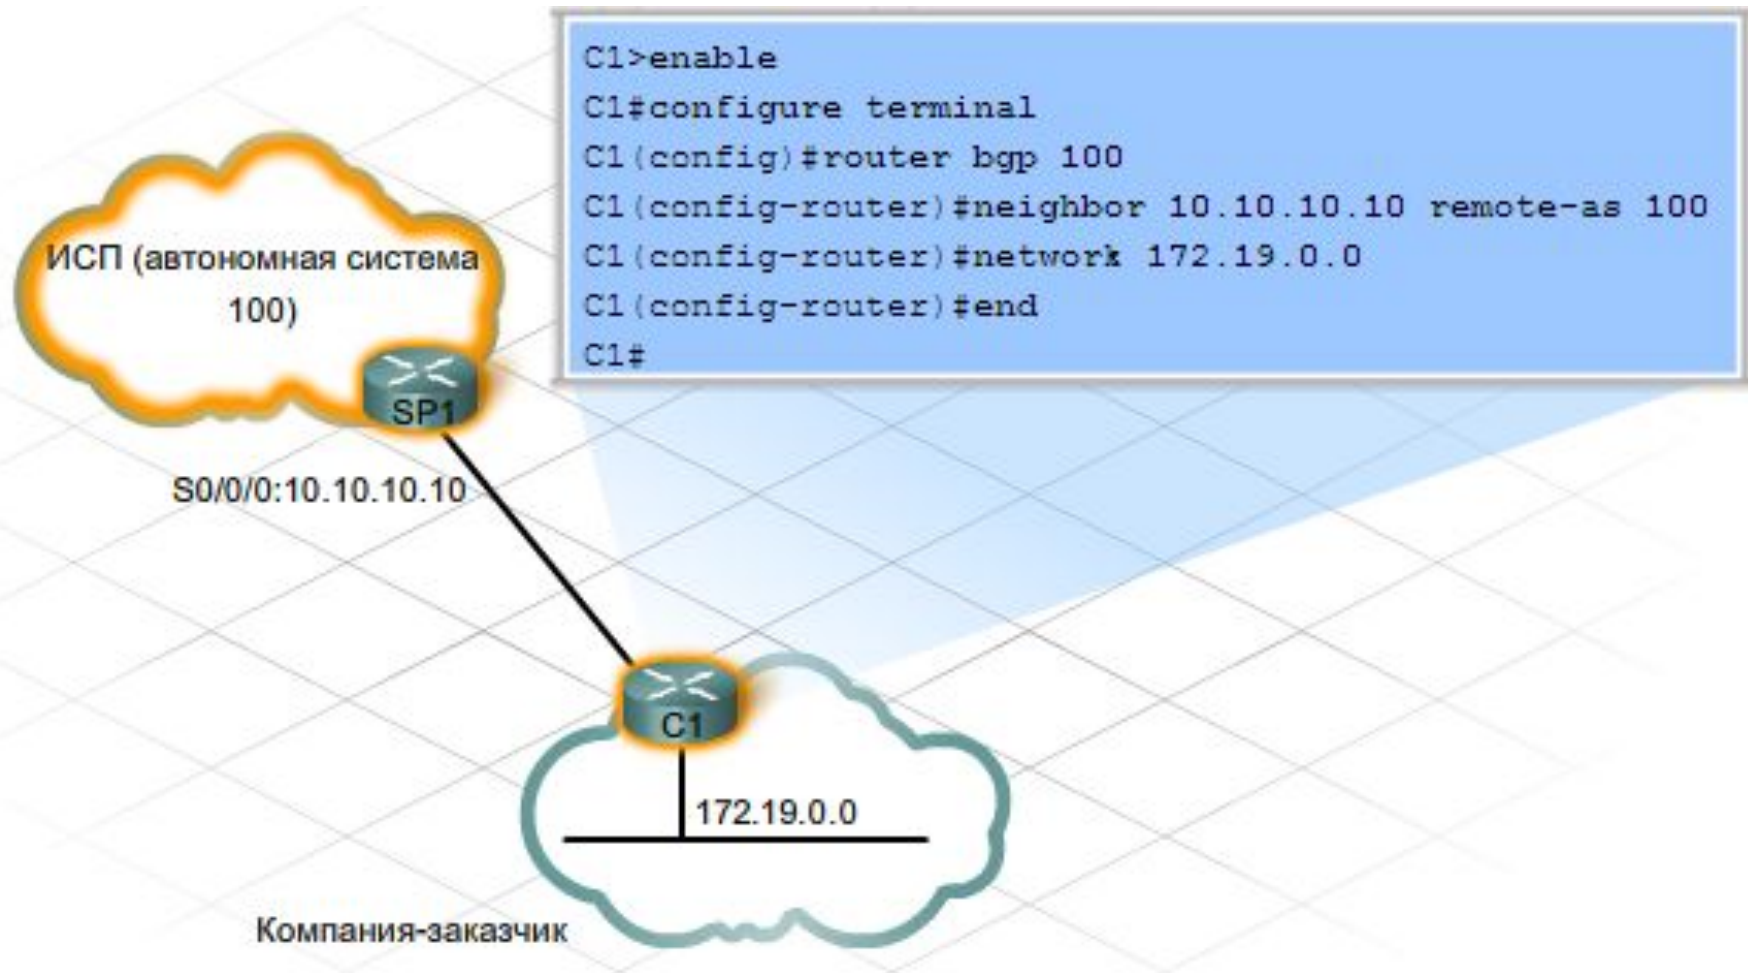 C1>enable
C1#configure terminal
C1(config)#router bgp 100
C1(config-router)#neighbor 10.10.10.10 remote-as 100
C1(config-router)#network 172.19.0.0
C1(config-router)#end
C1#
ИСП (автономная система
100)
SP1
S0/0/0:10.10.10.10
C1
172.19.0.0
Компания-заказчик